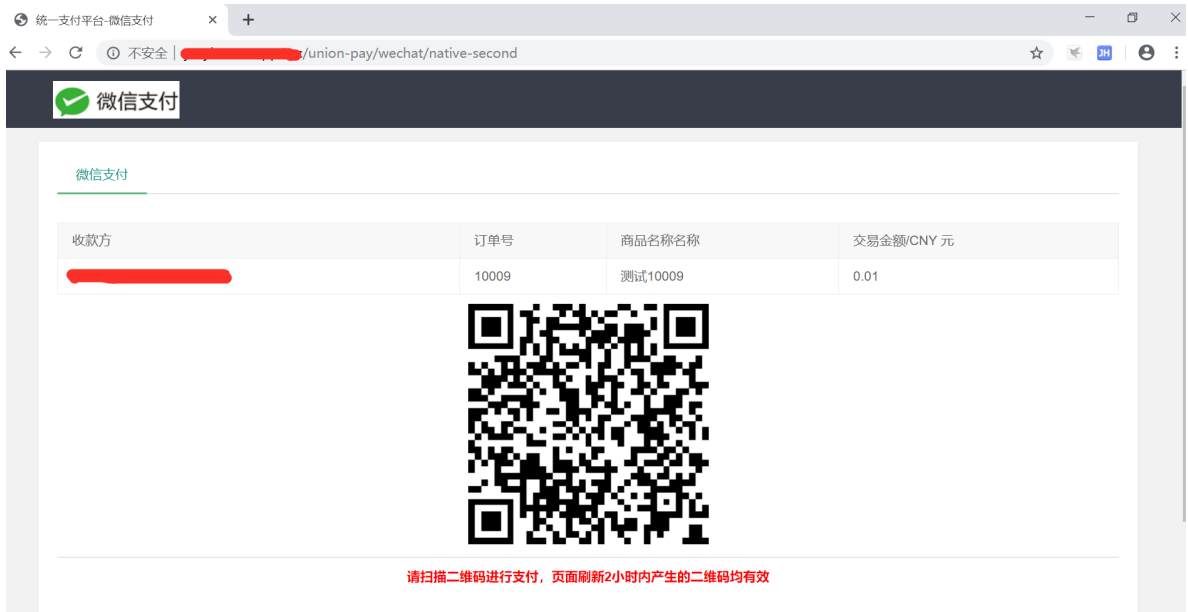 统一支付平台-微信支付
不安全 /union-pay/wechat/native-second
JH
微信支付
微信支付
收款方 订单号 商品名称名称 交易金额/CNY 元
10009 测试10009 0.01
请扫描二维码进行支付，页面刷新2小时内产生的二维码均有效